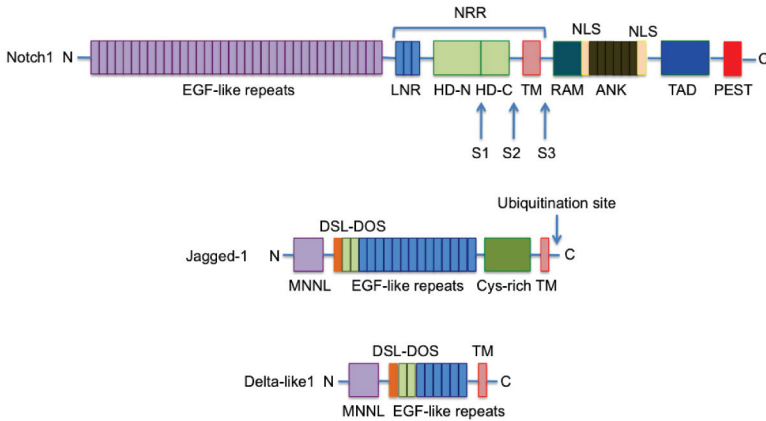 NRR
NLS NLS
Notch1 N C
EGF-like repeats LNR HD-N HD-C TM RAM ANK TAD PEST
S1 S2 S3
Ubiquitination site
DSL-DOS
Jagged-1 N C
MNNL EGF-like repeats Cys-rich TM
DSL-DOS TM
Delta-like1 N C
MNNL EGF-like repeats